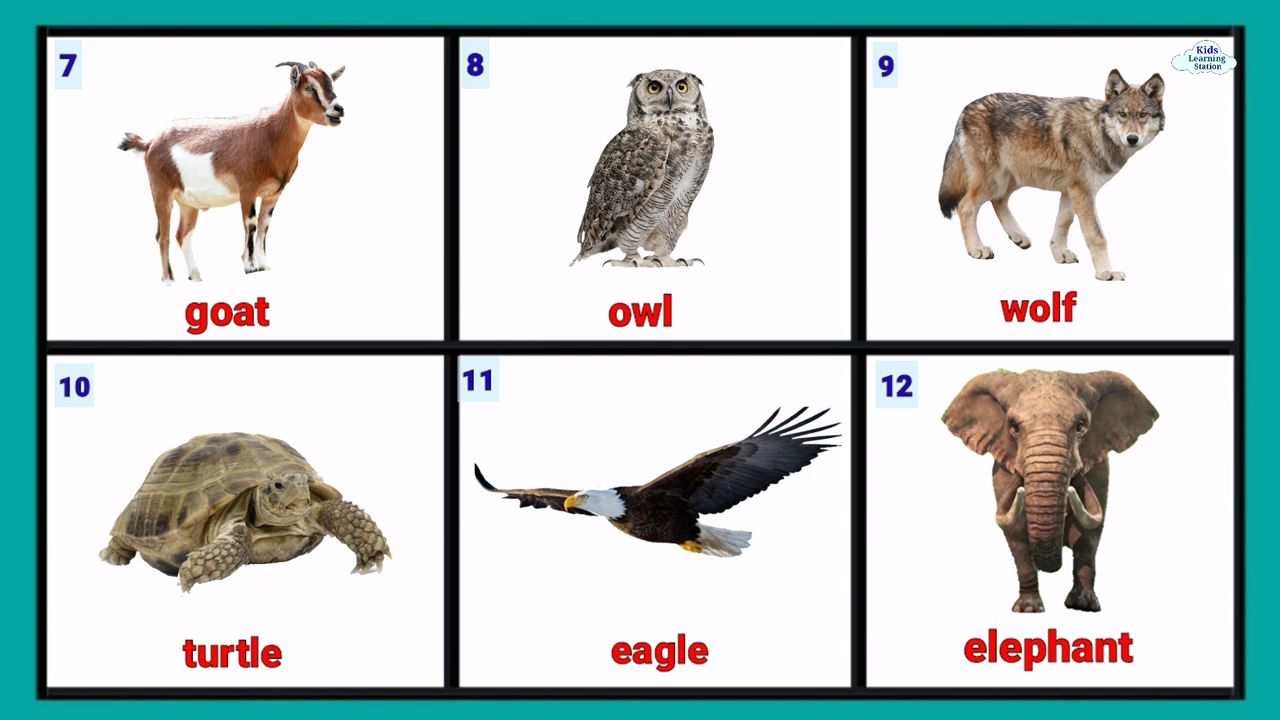 7
goat
8
owl
9
wolf
Kids
Learning
Station
10
turtle
11
eagle
12
elephant